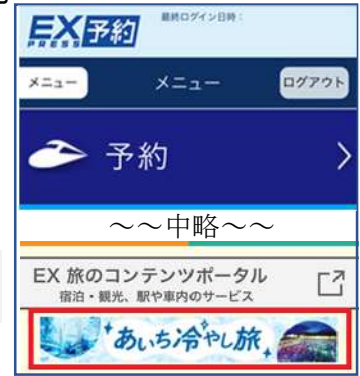 EX予約
PRESS
最終ログイン日時：
メニュー
メニュー
ログアウト
予約
～～中略～～
EX 旅のコンテンツポータル
宿泊・観光、駅や車内のサービス
あいち冷やし旅